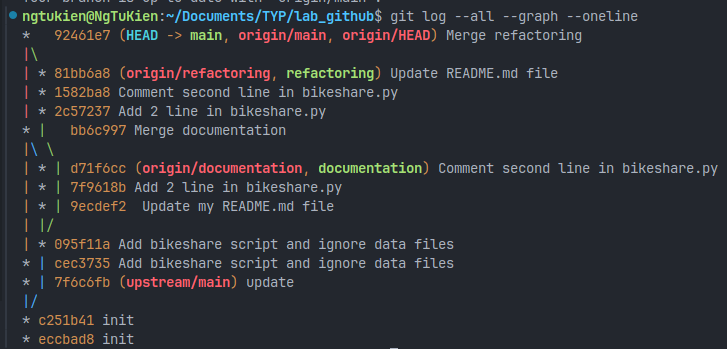 ngtukien@NgTuKien:~/Documents/TYP/lab_github$ git log --all --graph --oneline
*   92461e7 (HEAD -> main, origin/main, origin/HEAD) Merge refactoring
|\
| * 81bb6a8 (origin/refactoring, refactoring) Update README.md file
| * 1582ba8 Comment second line in bikeshare.py
| * 2c57237 Add 2 line in bikeshare.py
* |   bb6c997 Merge documentation
|\ \
| * | d71f6cc (origin/documentation, documentation) Comment second line in bikeshare.py
| * | 7f9618b Add 2 line in bikeshare.py
| * | 9ecdef2  Update my README.md file
| |/
| * 095f11a Add bikeshare script and ignore data files
* | cec3735 Add bikeshare script and ignore data files
* | 7f6c6fb (upstream/main) update
|/
* c251b41 init
* eccbad8 init